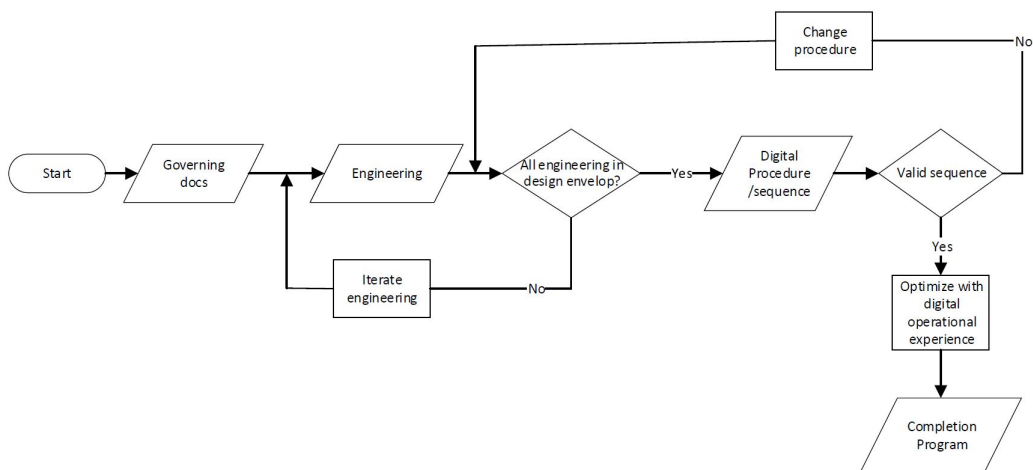 Change
procedure
No
Start
Governing
docs
Engineering
All engineering in
design envelop?
Yes
Digital
Procedure
/sequence
Valid sequence
Iterate
engineering
No
Yes
Optimize with
digital
operational
experience
Completion
Program